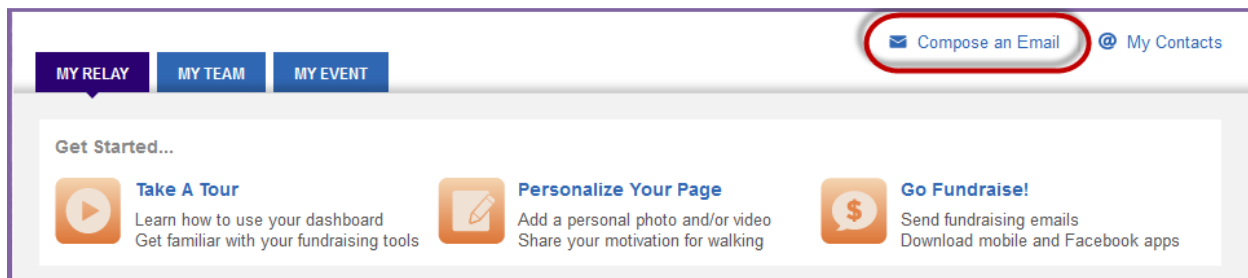 Compose an Email @ My Contacts
MY RELAY MY TEAM MY EVENT
Get Started...
Take A Tour
Learn how to use your dashboard
Get familiar with your fundraising tools
Personalize Your Page
Add a personal photo and/or video
Share your motivation for walking
$
Go Fundraise!
Send fundraising emails
Download mobile and Facebook apps